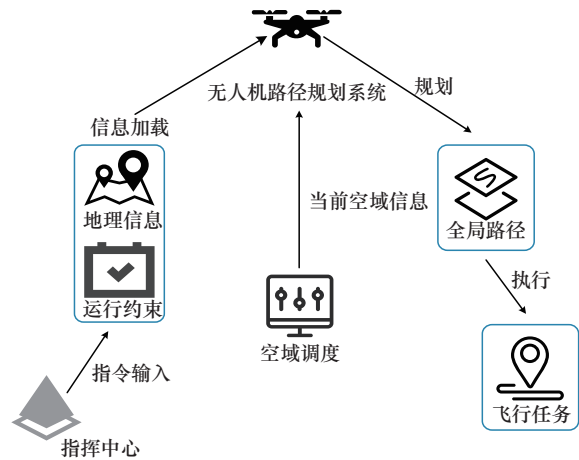 无人机路径规划系统
规划
信息加载
地理信息
当前空域信息
全局路径
运行约束
执行
空域调度
指令输入
飞行任务
指挥中心